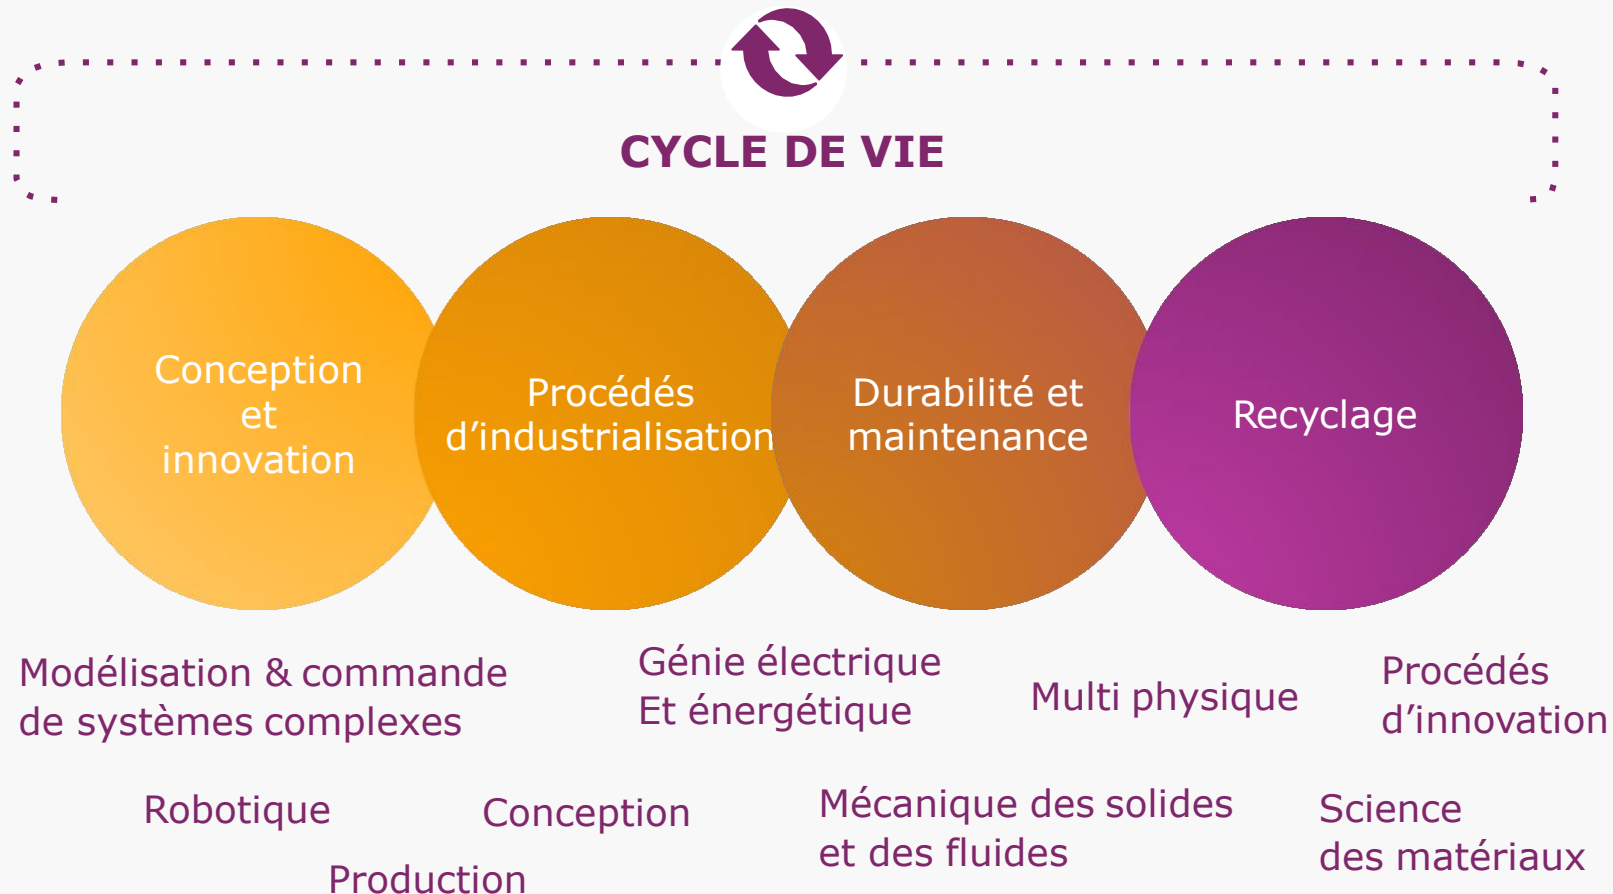 CYCLE DE VIE
Conception
et
innovation
Procédés
d’industrialisation
Durabilité et
maintenance
Recyclage
Modélisation & commande
de systèmes complexes
Génie électrique
Et énergétique
Multi physique
Procédés
d’innovation
Robotique
Conception
Mécanique des solides
et des fluides
Science
des matériaux
Production